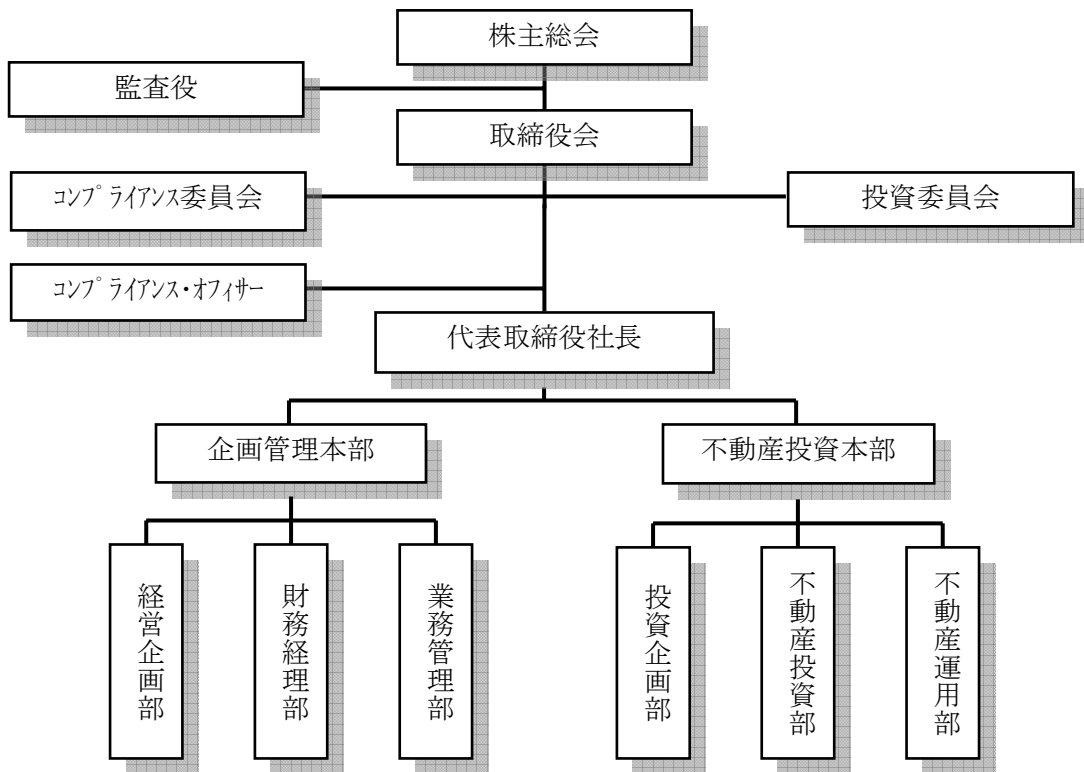 株主総会
監査役
取締役会
ｺﾝﾌﾟﾗｲｱﾝｽ委員会
投資委員会
ｺﾝﾌﾟﾗｲｱﾝｽ・ｵﾌｨｻｰ
代表取締役社長
企画管理本部
不動産投資本部
経営企画部
財務経理部
業務管理部
投資企画部
不動産投資部
不動産運用部